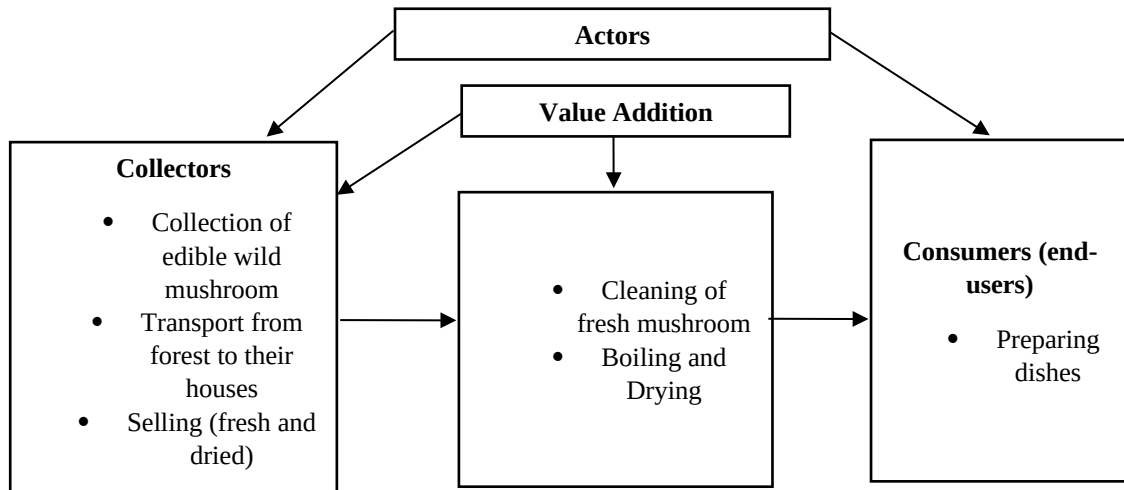 Actors
Value Addition
Collectors
• Collection of
edible wild
mushroom
• Transport from
forest to their
houses
• Selling (fresh and
dried)
• Cleaning of
fresh mushroom
• Boiling and
Drying
Consumers (end-
users)
• Preparing
dishes